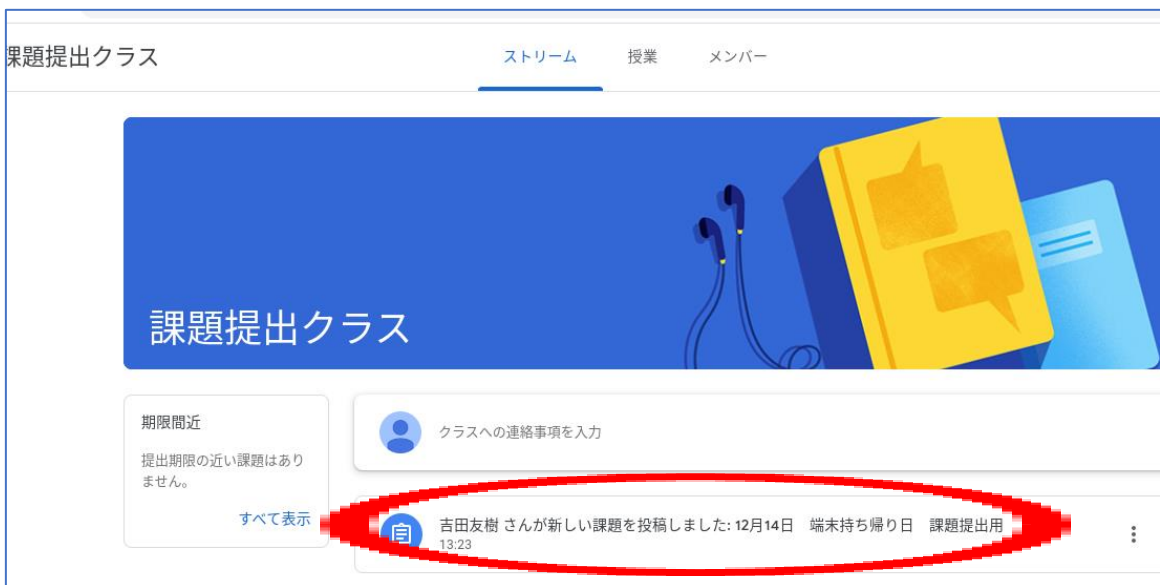 課題提出クラス
ストリーム 授業 メンバー
課題提出クラス
期限間近
提出期限の近い課題はあり
ません。
すべて表示
クラスへの連絡事項を入力
吉田友樹 さんが新しい課題を投稿しました: 12月14日　端末持ち帰り日　課題提出用
13:23